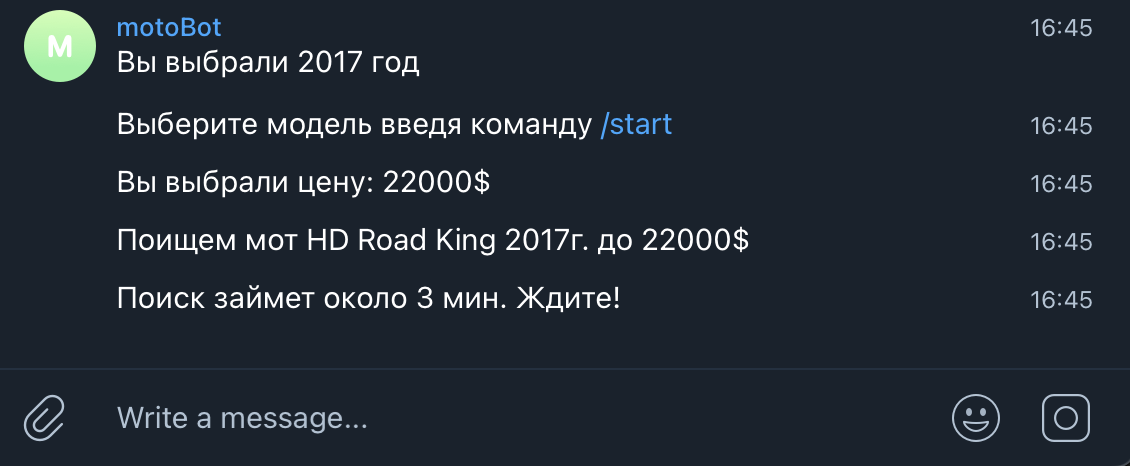 M
motoBot 16:45
Вы выбрали 2017 год
Выберите модель введя команду /start 16:45
Вы выбрали цену: 22000$ 16:45
Поищем мот HD Road King 2017г. до 22000$ 16:45
Поиск займет около 3 мин. Ждите! 16:45
Write a message...